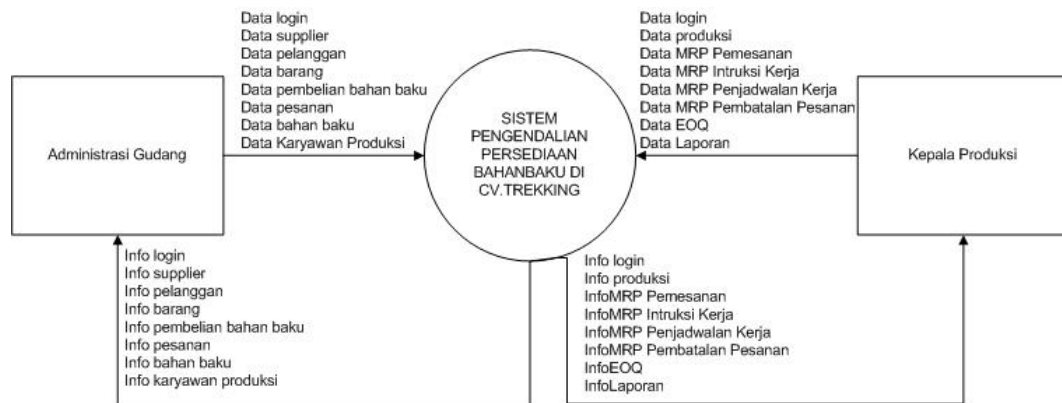 Data login
Data supplier
Data pelanggan
Data barang
Data pembelian bahan baku
Data pesanan
Data bahan baku
Data Karyawan Produksi
Data login
Data produksi
Data MRP Pemesanan
Data MRP Intruksi Kerja
Data MRP Penjadwalan Kerja
Data MRP Pembatalan Pesanan
Data EOQ
Data Laporan
Administrasi Gudang
SISTEM
PENGENDALIAN
PERSEDIAAN
BAHANBAKU DI
CV.TREKKING
Kepala Produksi
Info login
Info supplier
Info pelanggan
Info barang
Info pembelian bahan baku
Info pesanan
Info bahan baku
Info karyawan produksi
Info login
Info produksi
InfoMRP Pemesanan
InfoMRP Intruksi Kerja
InfoMRP Penjadwalan Kerja
InfoMRP Pembatalan Pesanan
InfoEOQ
InfoLaporan